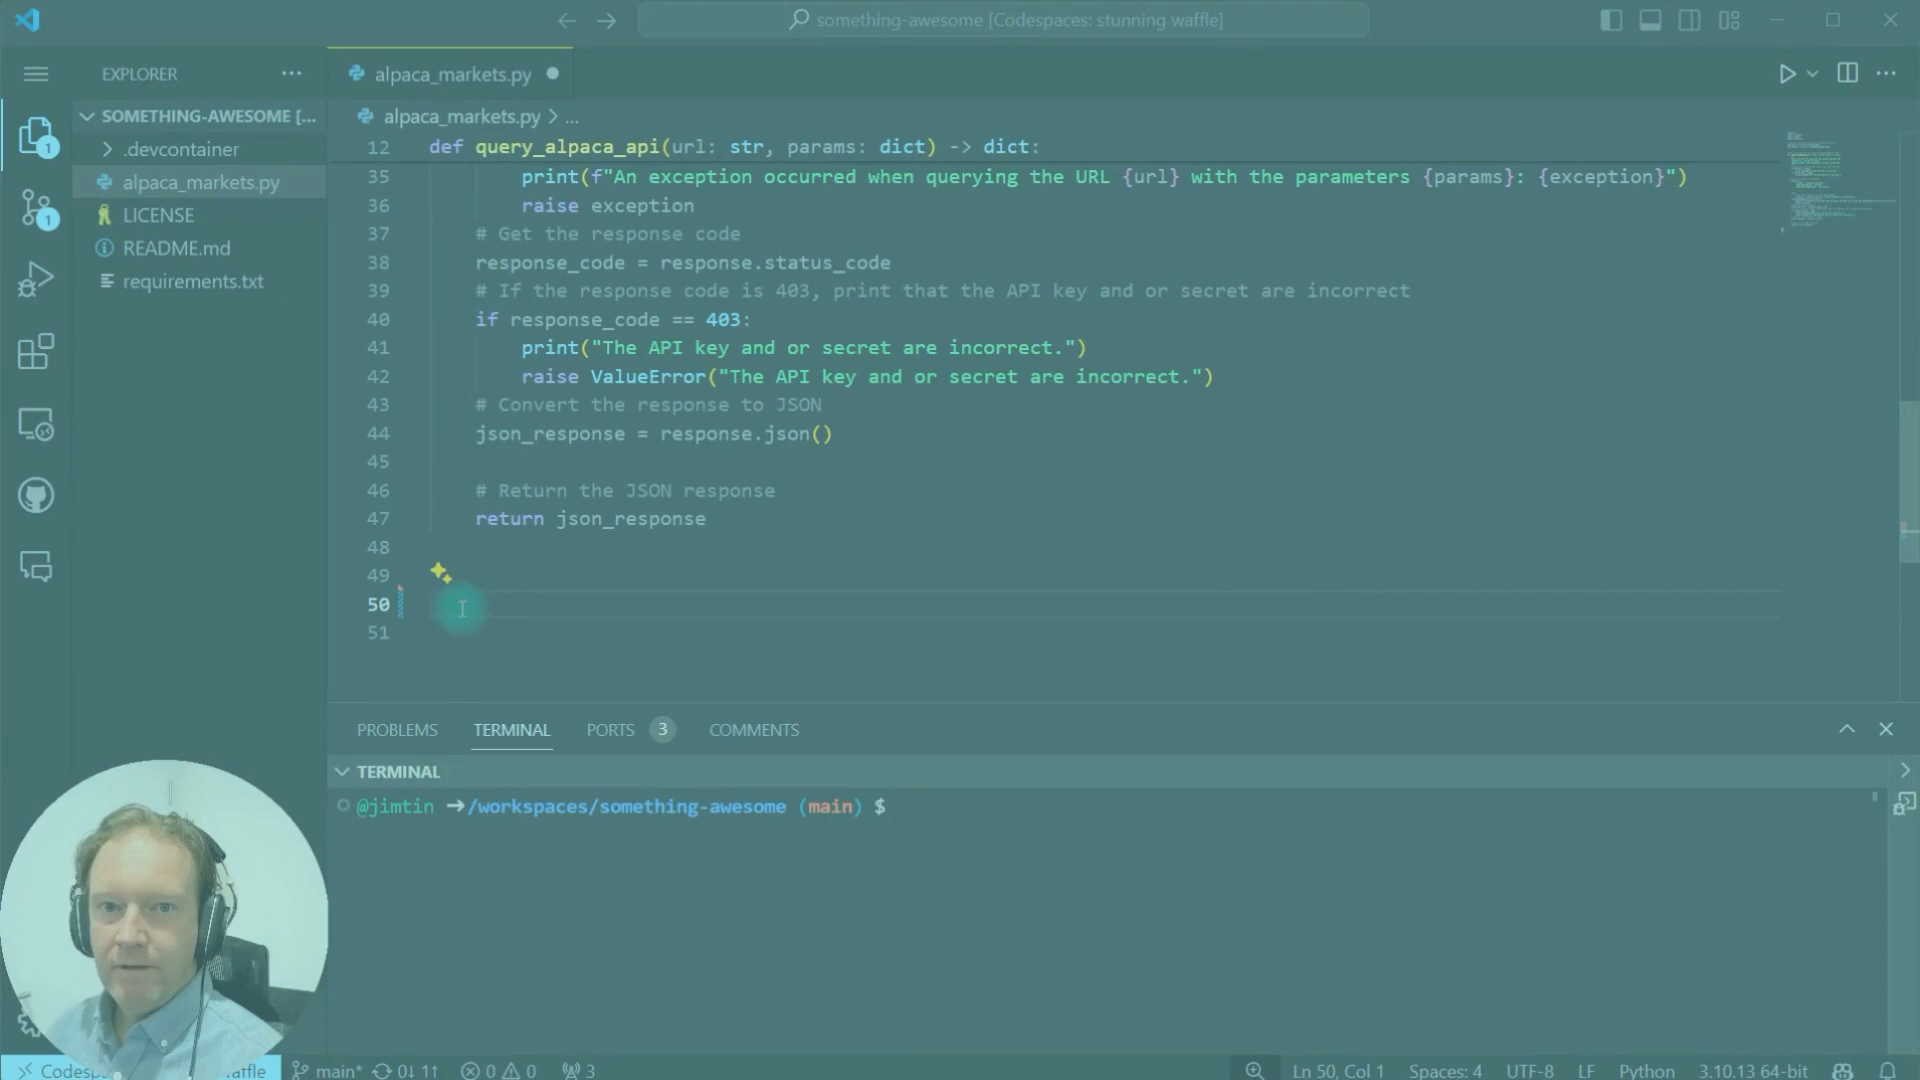 something-awesome [Codespaces: stunning waffle]
EXPLORER
SOMETHING-AWESOME [...
.devcontainer
alpaca_markets.py
LICENSE
README.md
requirements.txt
1
1
alpaca_markets.py
alpaca_markets.py > ...
12 def query_alpaca_api(url: str, params: dict) -> dict:
35 print(f"An exception occurred when querying the URL {url} with the parameters {params}: {exception}")
36 raise exception
37 # Get the response code
38 response_code = response.status_code
39 # If the response code is 403, print that the API key and or secret are incorrect
40 if response_code == 403:
41 print("The API key and or secret are incorrect.")
42 raise ValueError("The API key and or secret are incorrect.")
43 # Convert the response to JSON
44 json_response = response.json()
45
46 # Return the JSON response
47 return json_response
48
49
50
51
PROBLEMS TERMINAL PORTS 3 COMMENTS
TERMINAL
@jimtin ➜/workspaces/something-awesome (main) $
main* 0↓ 1↑ 0 0 3
Ln 50, Col 1 Spaces: 4 UTF-8 LF Python 3.10.13 64-bit